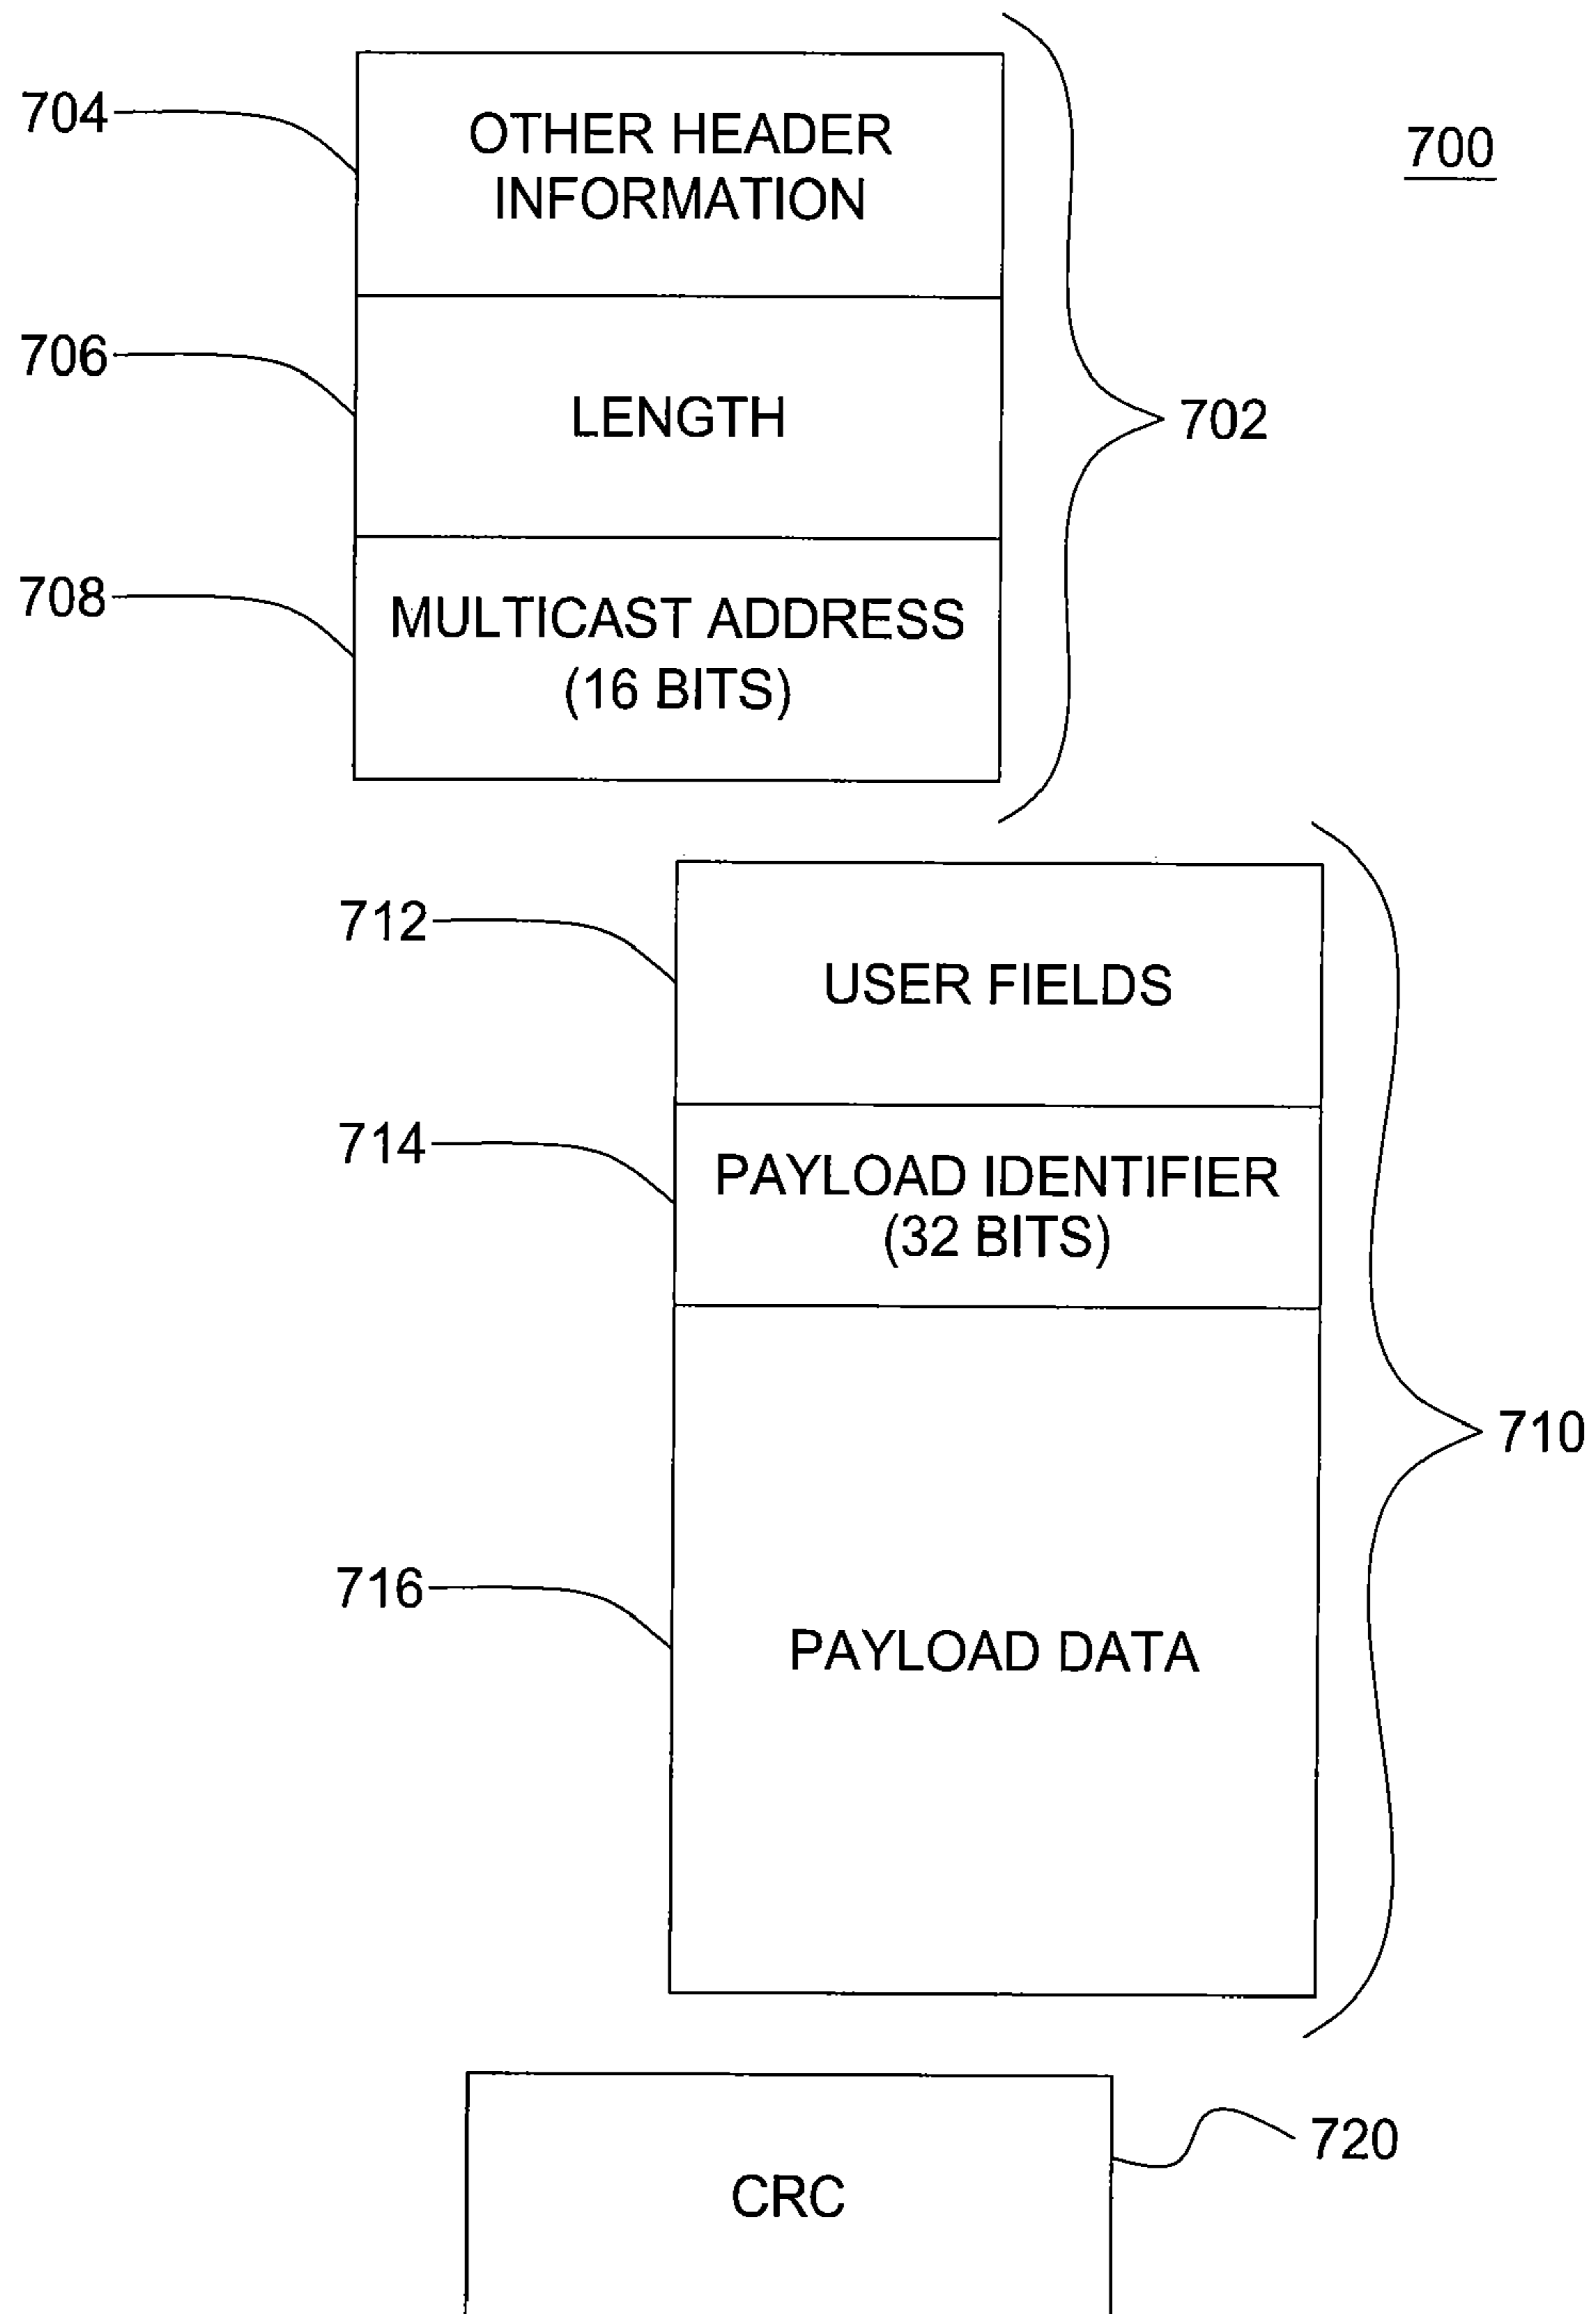 704
OTHER HEADER
INFORMATION
700
706
LENGTH
702
708
MULTICAST ADDRESS
(16 BITS)
712
USER FIELDS
714
PAYLOAD IDENTIFIER
(32 BITS)
710
716
PAYLOAD DATA
720
CRC